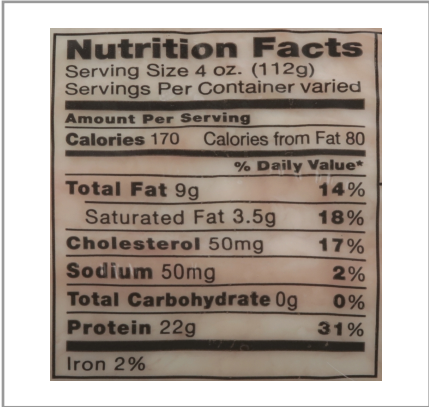 Nutrition Facts
Serving Size 4 oz. (112g)
Servings Per Container varied
Amount Per Serving
Calories 170 Calories from Fat 80
% Daily Value*
Total Fat 9g 14%
Saturated Fat 3.5g 18%
Cholesterol 50mg 17%
Sodium 50mg 2%
Total Carbohydrate 0g 0%
Protein 22g 31%
Iron 2%